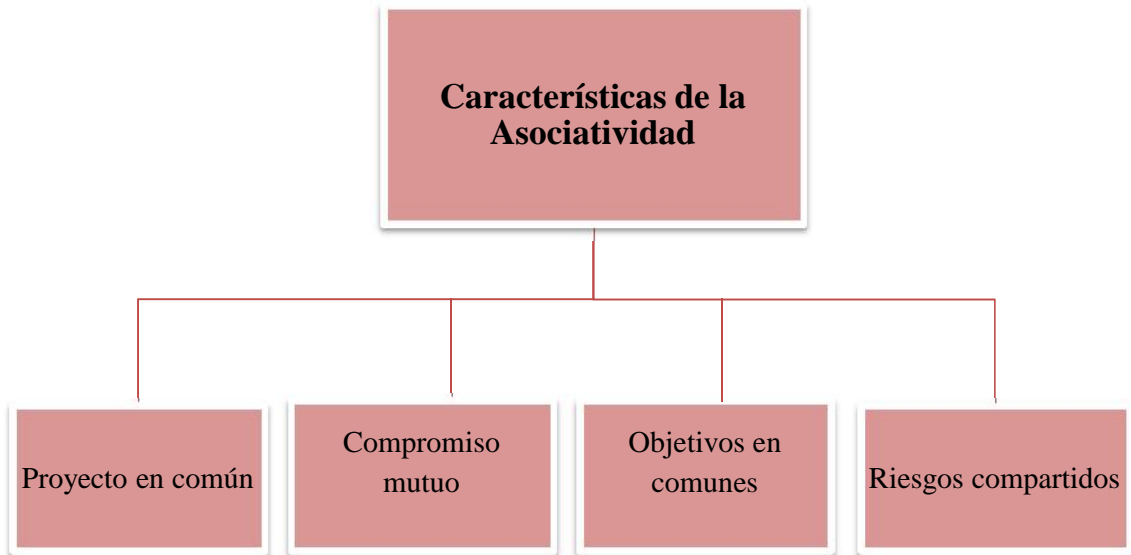 Características de la
Asociatividad
Proyecto en común
Compromiso
mutuo
Objetivos en
comunes
Riesgos compartidos